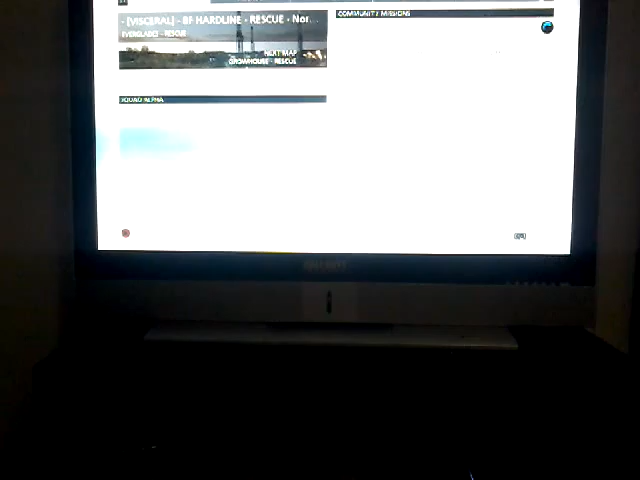 - [VISCERAL] - BF HARDLINE - RESCUE - Nor...
EVERGLADES - RESCUE
NEXT MAP
GROWHOUSE - RESCUE
COMMUNITY MISSIONS
SQUAD ALPHA